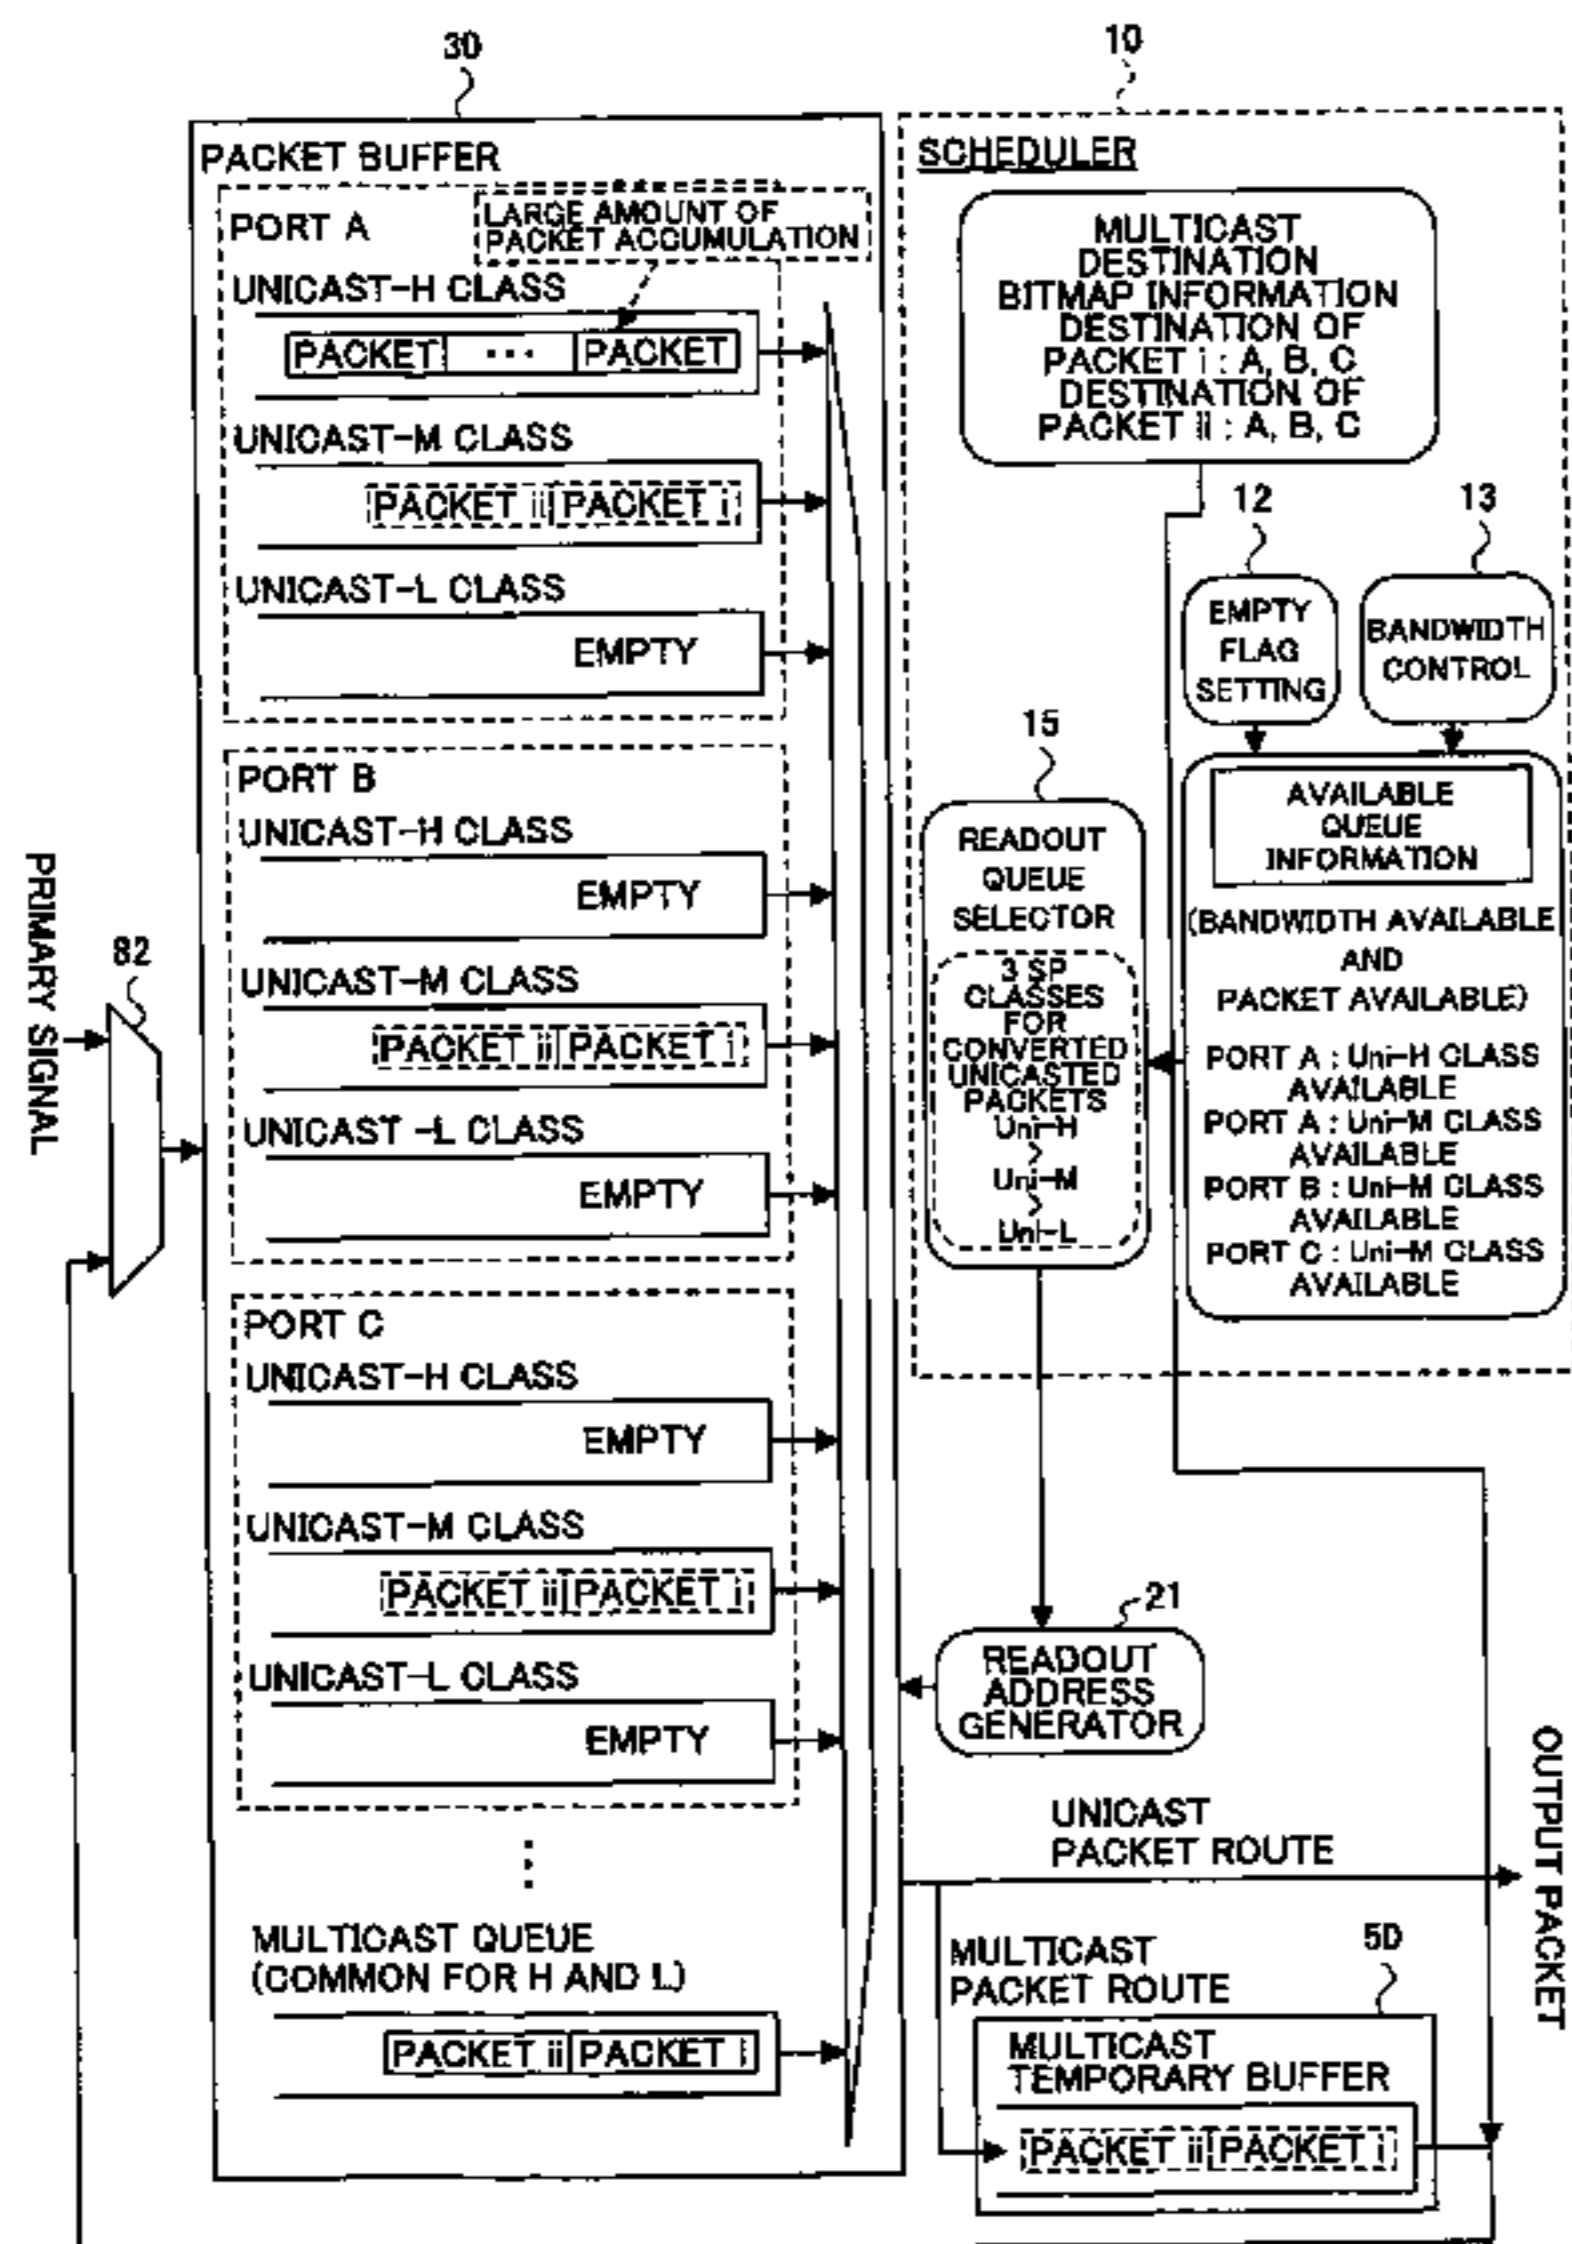 30
10
PACKET BUFFER
PORT A
LARGE AMOUNT OF
PACKET ACCUMULATION
UNICAST-H CLASS
PACKET ... PACKET
UNICAST-M CLASS
PACKET ii PACKET i
UNICAST-L CLASS
EMPTY
PORT B
UNICAST-H CLASS
EMPTY
UNICAST-M CLASS
PACKET ii PACKET i
UNICAST -L CLASS
EMPTY
PORT C
UNICAST-H CLASS
EMPTY
UNICAST-M CLASS
PACKET ii PACKET i
UNICAST-L CLASS
EMPTY
⋮
MULTICAST QUEUE
(COMMON FOR H AND L)
PACKET ii PACKET i
PRIMARY SIGNAL
82
SCHEDULER
MULTICAST
DESTINATION
BITMAP INFORMATION
DESTINATION OF
PACKET i : A, B, C
DESTINATION OF
PACKET ii : A, B, C
12
13
EMPTY
FLAG
SETTING
BANDWIDTH
CONTROL
15
READOUT
QUEUE
SELECTOR
3 SP
CLASSES
FOR
CONVERTED
UNICASTED
PACKETS
Uni-H
>
Uni-M
>
Uni-L
AVAILABLE
QUEUE
INFORMATION
(BANDWIDTH AVAILABLE
AND
PACKET AVAILABLE)
PORT A : Uni-H CLASS
AVAILABLE
PORT A : Uni-M CLASS
AVAILABLE
PORT B : Uni-M CLASS
AVAILABLE
PORT C : Uni-M CLASS
AVAILABLE
21
READOUT
ADDRESS
GENERATOR
UNICAST
PACKET ROUTE
OUTPUT PACKET
MULTICAST
PACKET ROUTE
5D
MULTICAST
TEMPORARY BUFFER
PACKET ii PACKET i